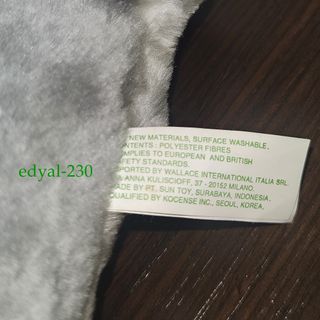 NEW MATERIALS, SURFACE WASHABLE.
CONTENTS : POLYESTER FIBRES
COMPLIES TO EUROPEAN AND BRITISH
SAFETY STANDARDS.
IMPORTED BY WALLACE INTERNATIONAL ITALIA SRL.
ANNA KULISCIOFF, 37 - 20152 MILANO.
MADE BY PT. SUN TOY, SURABAYA, INDONESIA.
QUALIFIED BY KOCENSE INC., SEOUL, KOREA.
edyal-230